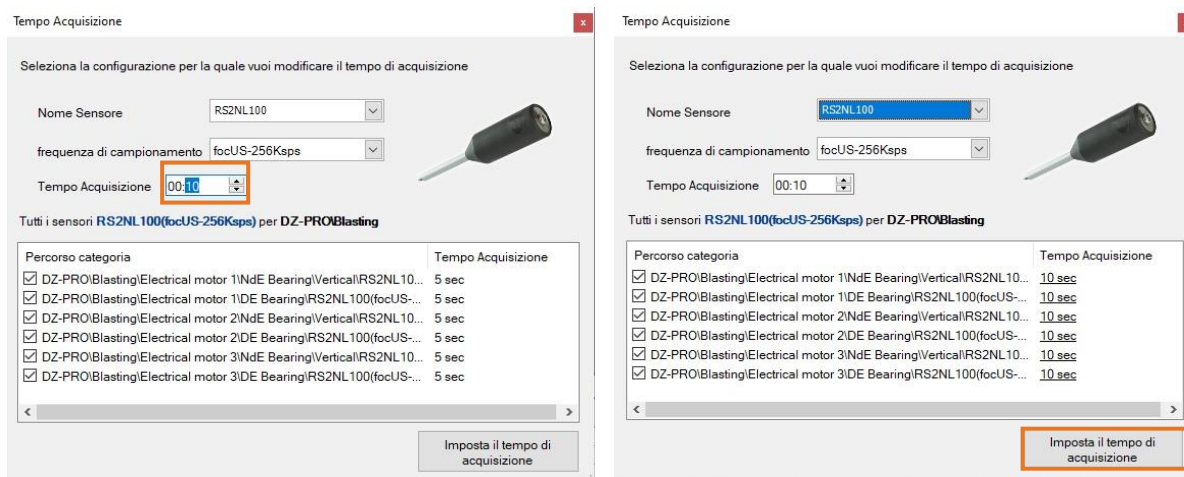 Tempo Acquisizione
x
Seleziona la configurazione per la quale vuoi modificare il tempo di acquisizione
Nome Sensore RS2NL100
frequenza di campionamento focUS-256Ksps
Tempo Acquisizione 00:10
Tutti i sensori RS2NL100(focUS-256Ksps) per DZ-PRO\Blasting
Percorso categoria Tempo Acquisizione
DZ-PRO\Blasting\Electrical motor 1\NdE Bearing\Vertical\RS2NL10... 5 sec
DZ-PRO\Blasting\Electrical motor 1\DE Bearing\RS2NL100(focUS-... 5 sec
DZ-PRO\Blasting\Electrical motor 2\NdE Bearing\Vertical\RS2NL10... 5 sec
DZ-PRO\Blasting\Electrical motor 2\DE Bearing\RS2NL100(focUS-... 5 sec
DZ-PRO\Blasting\Electrical motor 3\NdE Bearing\Vertical\RS2NL10... 5 sec
DZ-PRO\Blasting\Electrical motor 3\DE Bearing\RS2NL100(focUS-... 5 sec
Imposta il tempo di
acquisizione
Tempo Acquisizione
Seleziona la configurazione per la quale vuoi modificare il tempo di acquisizione
Nome Sensore RS2NL100
frequenza di campionamento focUS-256Ksps
Tempo Acquisizione 00:10
Tutti i sensori RS2NL100(focUS-256Ksps) per DZ-PRO\Blasting
Percorso categoria Tempo Acquisizione
DZ-PRO\Blasting\Electrical motor 1\NdE Bearing\Vertical\RS2NL10... 10 sec
DZ-PRO\Blasting\Electrical motor 1\DE Bearing\RS2NL100(focUS-... 10 sec
DZ-PRO\Blasting\Electrical motor 2\NdE Bearing\Vertical\RS2NL10... 10 sec
DZ-PRO\Blasting\Electrical motor 2\DE Bearing\RS2NL100(focUS-... 10 sec
DZ-PRO\Blasting\Electrical motor 3\NdE Bearing\Vertical\RS2NL10... 10 sec
DZ-PRO\Blasting\Electrical motor 3\DE Bearing\RS2NL100(focUS-... 10 sec
Imposta il tempo di
acquisizione